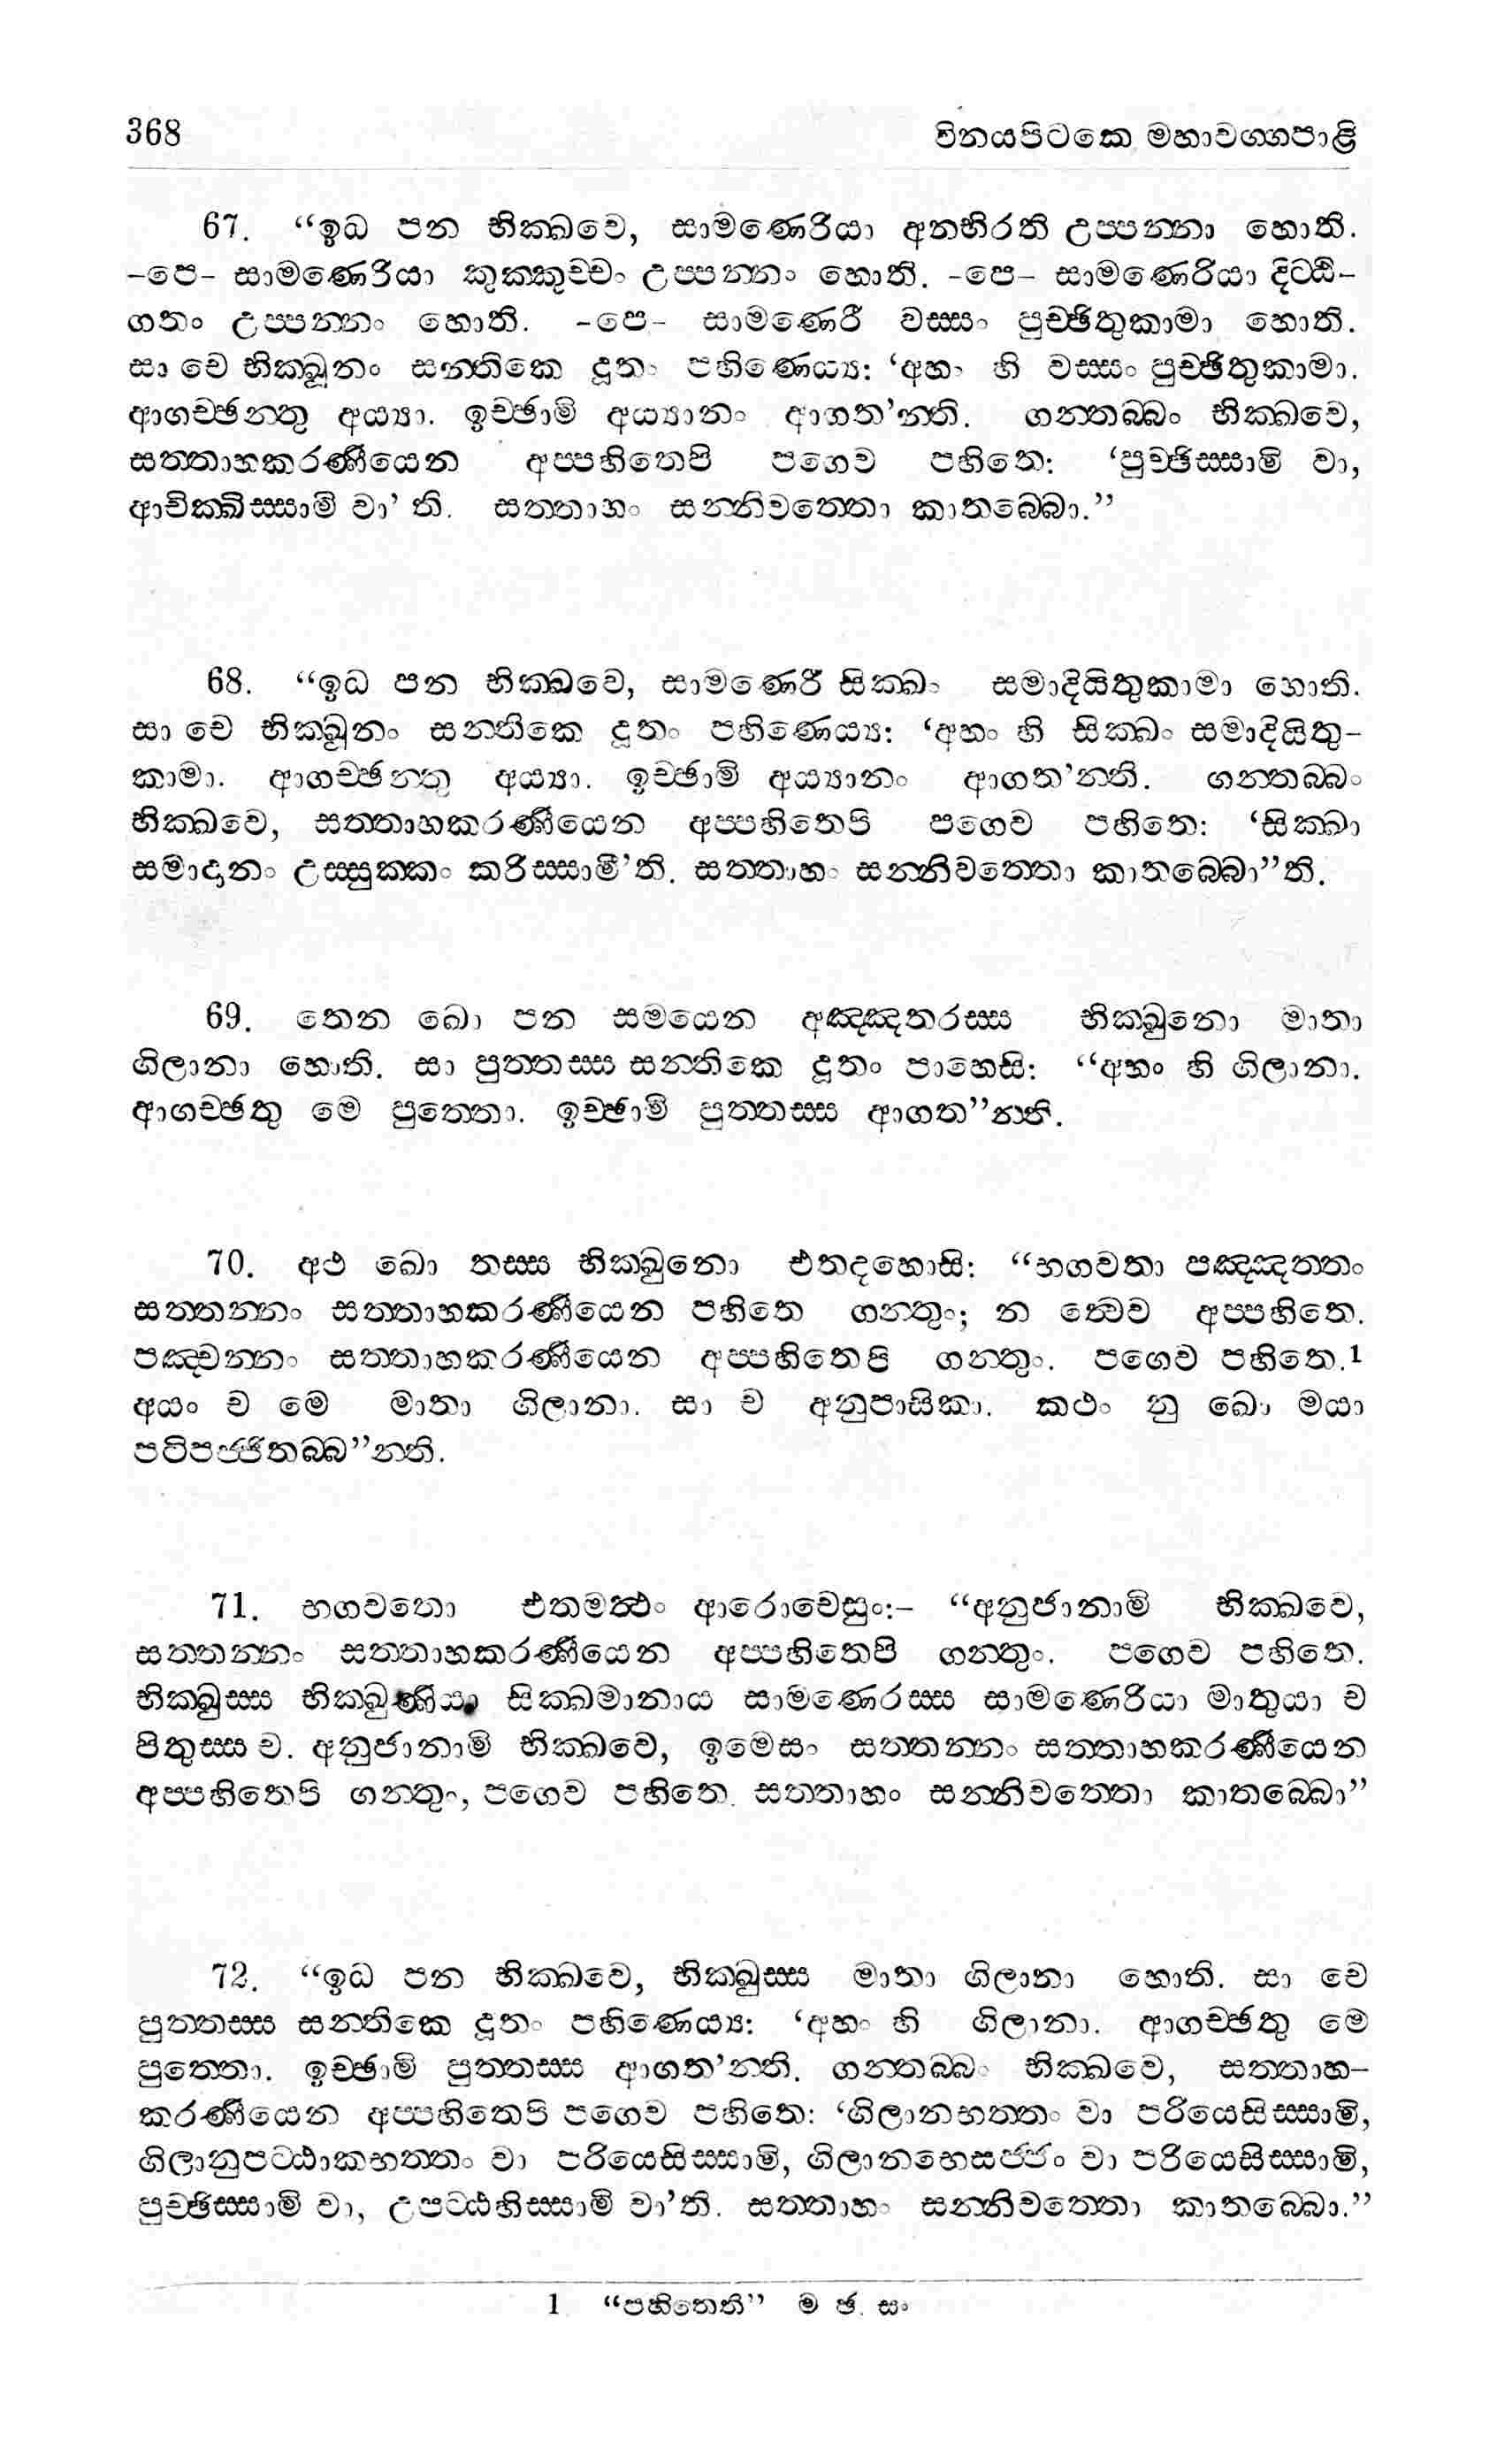 368 විනයපිටකෙ මහාවග්ගපාළි
67. “ඉධ පන භික්ඛවෙ, සාමණෙරියා අනභිරති උප්පන්නා හොති.
–පෙ– සාමණෙරියා කුක්කුච්චං උප්පන්නං හොති. –පෙ– සාමණෙරියා දිට්ඨි–
ගතං උප්පන්නං හොති. –පෙ– සාමණෙරී වස්සං පුච්ඡිතුකාමා හොති.
සා චෙ භික්ඛූනං සන්තිකෙ දූතං පහිණෙය්‍ය: ‘අහං හි වස්සං පුච්ඡිතුකාමා.
ආගච්ඡන්තු අය්‍යා. ඉච්ඡාමි අය්‍යානං ආගත’න්ති. ගන්තබ්බං භික්ඛවෙ,
සත්තාහකරණීයෙන අප්පහිතෙපි පගෙව පහිතෙ: ‘පුච්ඡිස්සාමි වා,
ආචික්ඛිස්සාමි වා’ ති. සත්තාහං සන්නිවත්තො කාතබ්බො.”
68. “ඉධ පන භික්ඛවෙ, සාමණෙරී සික්ඛං සමාදියිතුකාමා හොති.
සා චෙ භික්ඛූනං සන්තිකෙ දූතං පහිණෙය්‍ය: ‘අහං හි සික්ඛං සමාදියිතු–
කාමා. ආගච්ඡන්තු අය්‍යා. ඉච්ඡාමි අය්‍යානං ආගත’න්ති. ගන්තබ්බං
භික්ඛවෙ, සත්තාහකරණීයෙන අප්පහිතෙපි පගෙව පහිතෙ: ‘සික්ඛා
සමාදානං උස්සුක්කං කරිස්සාමී’ති. සත්තාහං සන්නිවත්තො කාතබ්බො”ති.
69. තෙන ඛො පන සමයෙන අඤ්ඤතරස්ස භික්ඛුනො මාතා
ගිලානා හොති. සා පුත්තස්ස සන්තිකෙ දූතං පාහෙසි: “අහං හි ගිලානා.
ආගච්ඡතු මෙ පුත්තො. ඉච්ඡාමි පුත්තස්ස ආගත”න්ති.
70. අථ ඛො තස්ස භික්ඛුනො එතදහොසි: “භගවතා පඤ්ඤත්තං
සත්තන්නං සත්තාහකරණීයෙන පහිතෙ ගන්තුං; න ත්වෙව අප්පහිතෙ.
පඤ්චන්නං සත්තාහකරණීයෙන අප්පහිතෙපි ගන්තුං. පගෙව පහිතෙ.1
අයං ච මෙ මාතා ගිලානා. සා ච අනුපාසිකා. කථං නු ඛො මයා
පටිපජ්ජිතබ්බ”න්ති.
71. භගවතො එතමත්ථං ආරොචෙසුං:– “අනුජානාමි භික්ඛවෙ,
සත්තන්නං සත්තාහකරණීයෙන අප්පහිතෙපි ගන්තුං. පගෙව පහිතෙ.
භික්ඛුස්ස භික්ඛුණියා සික්ඛමානාය සාමණෙරස්ස සාමණෙරියා මාතුයා ච
පිතුස්ස ච. අනුජානාමි භික්ඛවෙ, ඉමෙසං සත්තන්නං සත්තාහකරණීයෙන
අප්පහිතෙපි ගන්තුං, පගෙව පහිතෙ. සත්තාහං සන්නිවත්තො කාතබ්බො”
72. “ඉධ පන භික්ඛවෙ, භික්ඛුස්ස මාතා ගිලානා හොති. සා චෙ
පුත්තස්ස සන්තිකෙ දූතං පහිණෙය්‍ය: ‘අහං හි ගිලානා. ආගච්ඡතු මෙ
පුත්තො. ඉච්ඡාමි පුත්තස්ස ආගත’න්ති. ගන්තබ්බං භික්ඛවෙ, සත්තාහ–
කරණීයෙන අප්පහිතෙපි පගෙව පහිතෙ: ‘ගිලානභත්තං වා පරියෙසිස්සාමි,
ගිලානුපට්ඨාකභත්තං වා පරියෙසිස්සාමි, ගිලානභෙසජ්ජං වා පරියෙසිස්සාමි,
පුච්ඡිස්සාමි වා, උපට්ඨහිස්සාමි වා’ති. සත්තාහං සන්නිවත්තො කාතබ්බො.”
1 “පහිතෙති” ම ඡ. සං